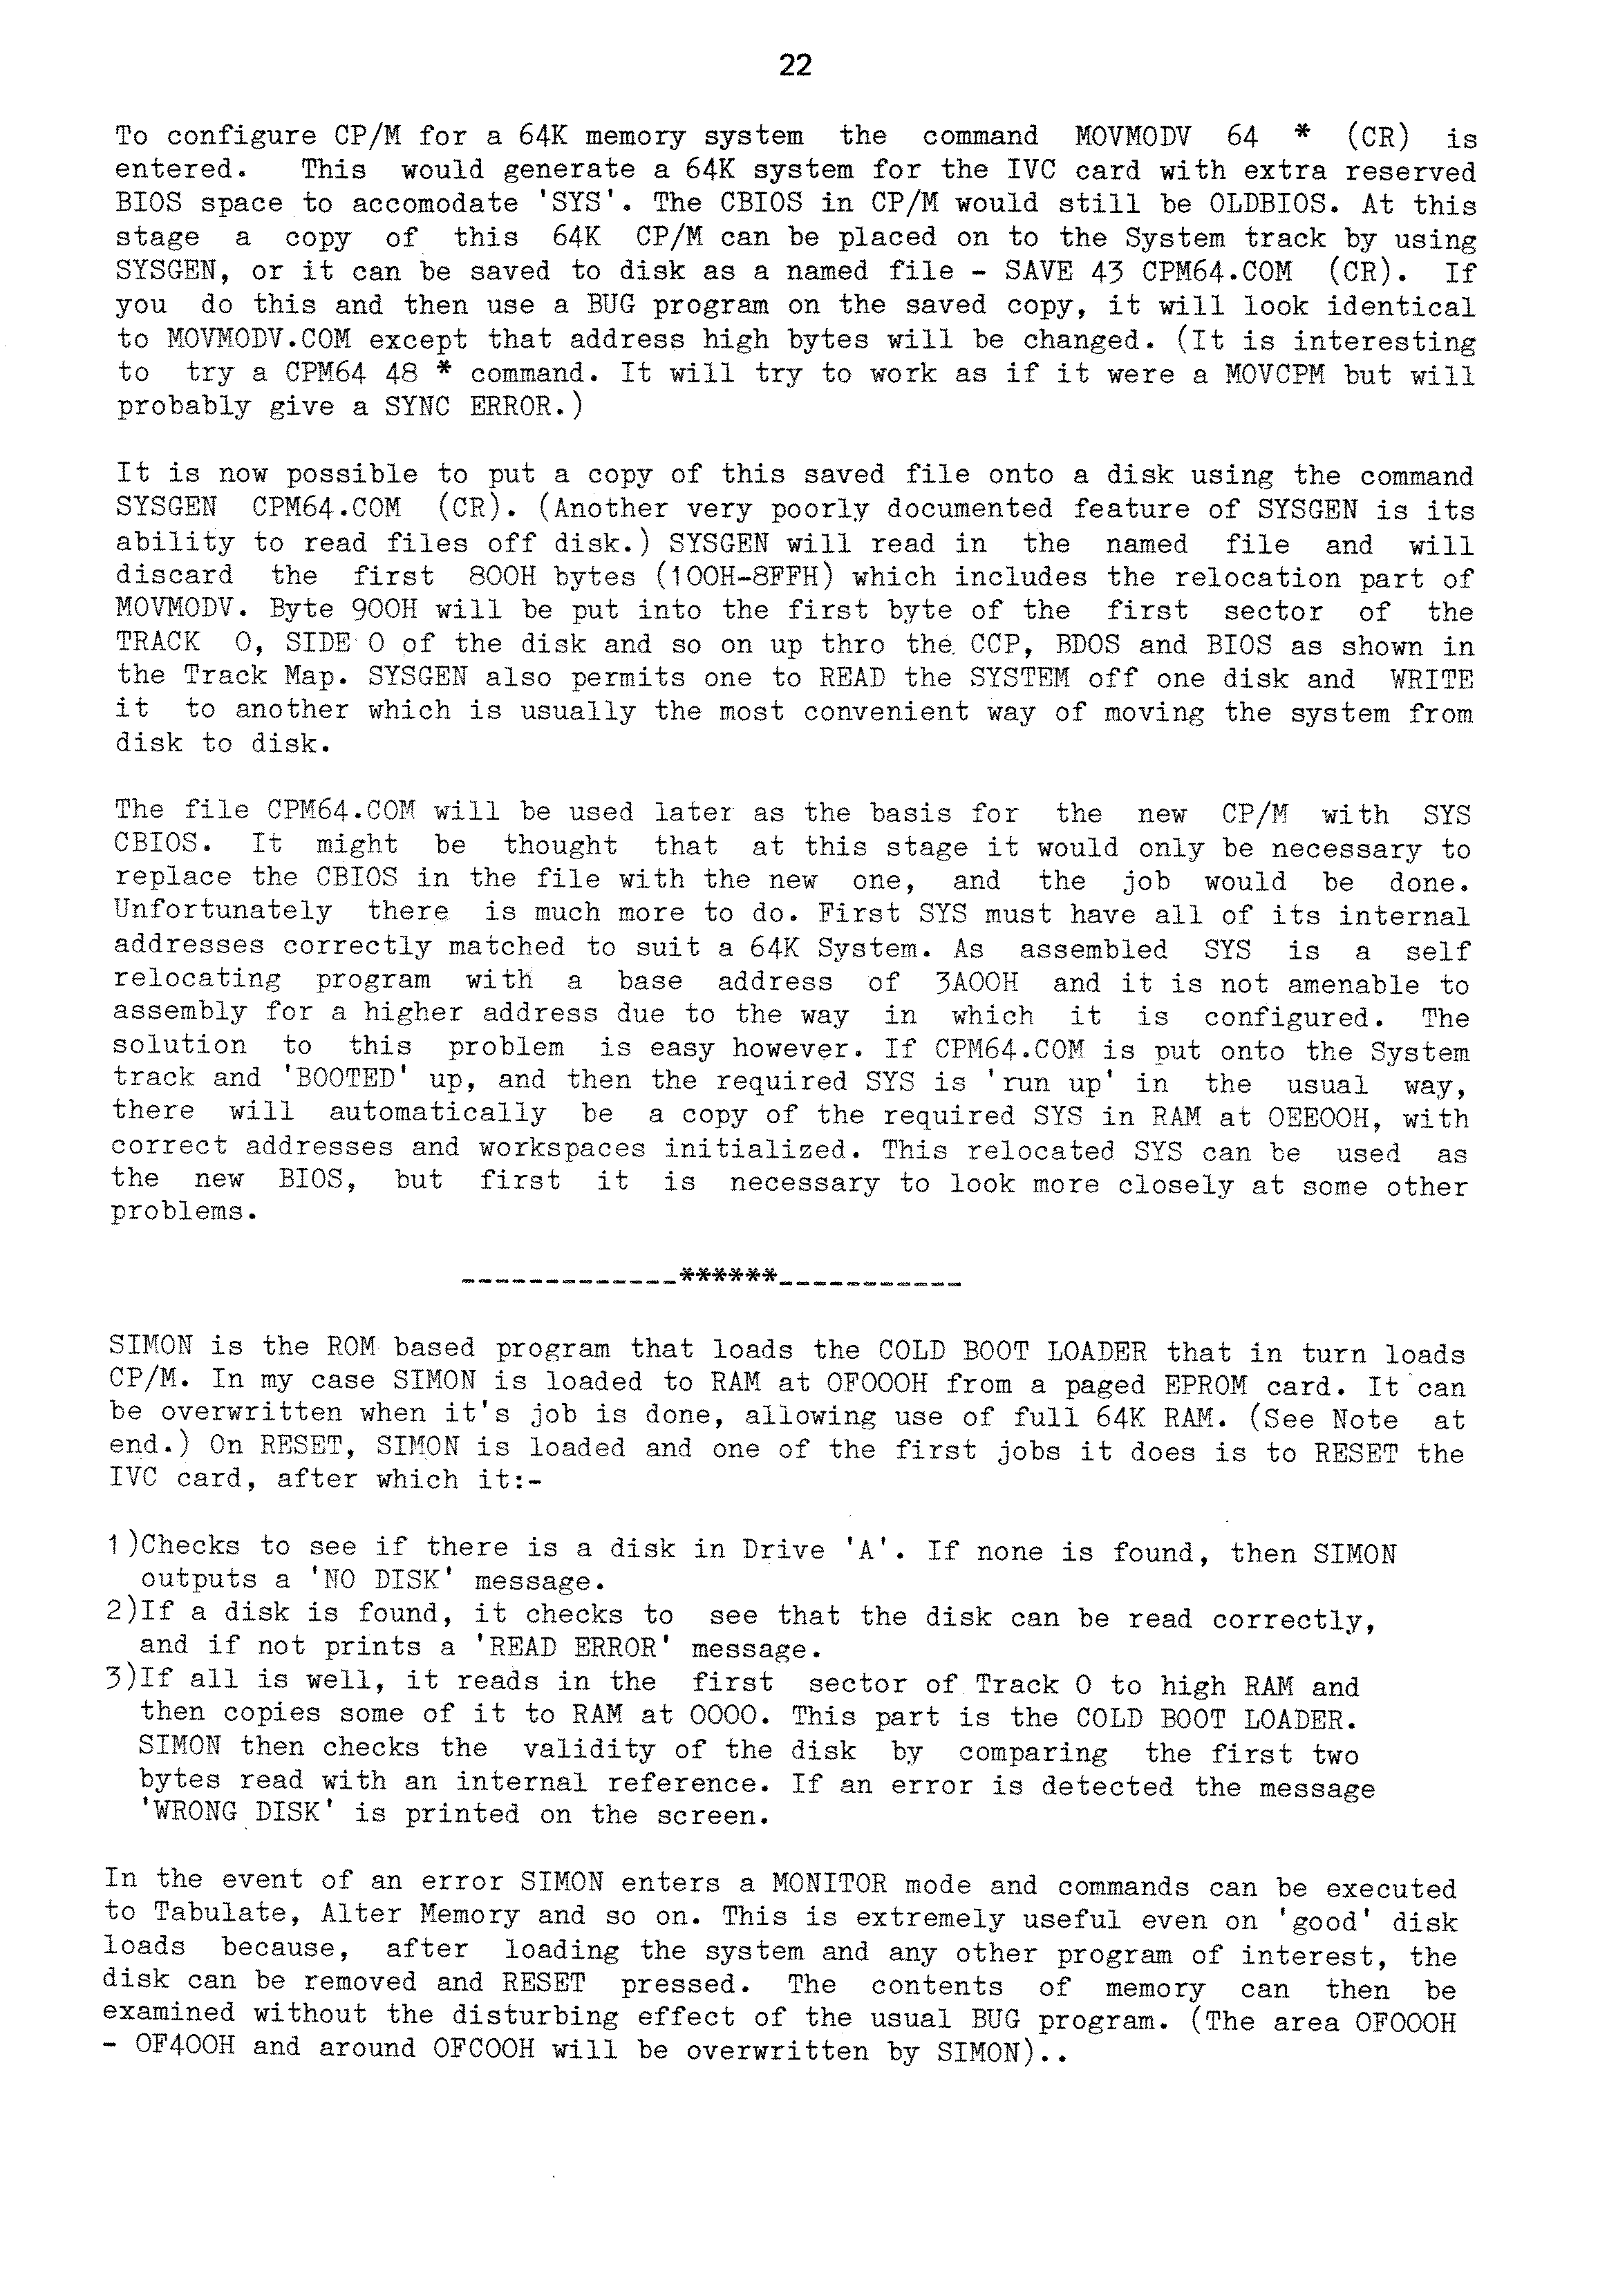 22
To configure CP/M for a 64K memory system the command MOVMODV 64 * (CR) is
entered. This would generate a 64K system for the IVC card with extra reserved
BIOS space to accomodate 'SYS'. The CBIOS in CP/M would still be OLDBIOS. At this
stage a copy of this 64K CP/M can be placed on to the System track by using
SYSGEN, or it can be saved to disk as a named file - SAVE 43 CPM64.COM (CR). If
you do this and then use a BUG program on the saved copy, it will look identical
to MOVMODV.COM except that address high bytes will be changed. (It is interesting
to try a CPM64 48 * command. It will try to work as if it were a MOVCPM but will
probably give a SYNC ERROR.)
It is now possible to put a copy of this saved file onto a disk using the command
SYSGEN CPM64.COM (CR). (Another very poorly documented feature of SYSGEN is its
ability to read files off disk.) SYSGEN will read in the named file and will
discard the first 800H bytes (100H-8FFH) which includes the relocation part of
MOVMODV. Byte 900H will be put into the first byte of the first sector of the
TRACK 0, SIDE 0 of the disk and so on up thro the CCP, BDOS and BIOS as shown in
the Track Map. SYSGEN also permits one to READ the SYSTEM off one disk and WRITE
it to another which is usually the most convenient way of moving the system from
disk to disk.
The file CPM64.COM will be used later as the basis for the new CP/M with SYS
CBIOS. It might be thought that at this stage it would only be necessary to
replace the CBIOS in the file with the new one, and the job would be done.
Unfortunately there is much more to do. First SYS must have all of its internal
addresses correctly matched to suit a 64K System. As assembled SYS is a self
relocating program with a base address of 3A00H and it is not amenable to
assembly for a higher address due to the way in which it is configured. The
solution to this problem is easy however. If CPM64.COM is put onto the System
track and 'BOOTED' up, and then the required SYS is 'run up' in the usual way,
there will automatically be a copy of the required SYS in RAM at 0EE00H, with
correct addresses and workspaces initialized. This relocated SYS can be used as
the new BIOS, but first it is necessary to look more closely at some other
problems.
-------------******-----------
SIMON is the ROM based program that loads the COLD BOOT LOADER that in turn loads
CP/M. In my case SIMON is loaded to RAM at 0F000H from a paged EPROM card. It can
be overwritten when it's job is done, allowing use of full 64K RAM. (See Note at
end.) On RESET, SIMON is loaded and one of the first jobs it does is to RESET the
IVC card, after which it:-
1)Checks to see if there is a disk in Drive 'A'. If none is found, then SIMON
outputs a 'NO DISK' message.
2)If a disk is found, it checks to see that the disk can be read correctly,
and if not prints a 'READ ERROR' message.
3)If all is well, it reads in the first sector of Track 0 to high RAM and
then copies some of it to RAM at 0000. This part is the COLD BOOT LOADER.
SIMON then checks the validity of the disk by comparing the first two
bytes read with an internal reference. If an error is detected the message
'WRONG DISK' is printed on the screen.
In the event of an error SIMON enters a MONITOR mode and commands can be executed
to Tabulate, Alter Memory and so on. This is extremely useful even on 'good' disk
loads because, after loading the system and any other program of interest, the
disk can be removed and RESET pressed. The contents of memory can then be
examined without the disturbing effect of the usual BUG program. (The area 0F000H
- 0F400H and around 0FC00H will be overwritten by SIMON)..